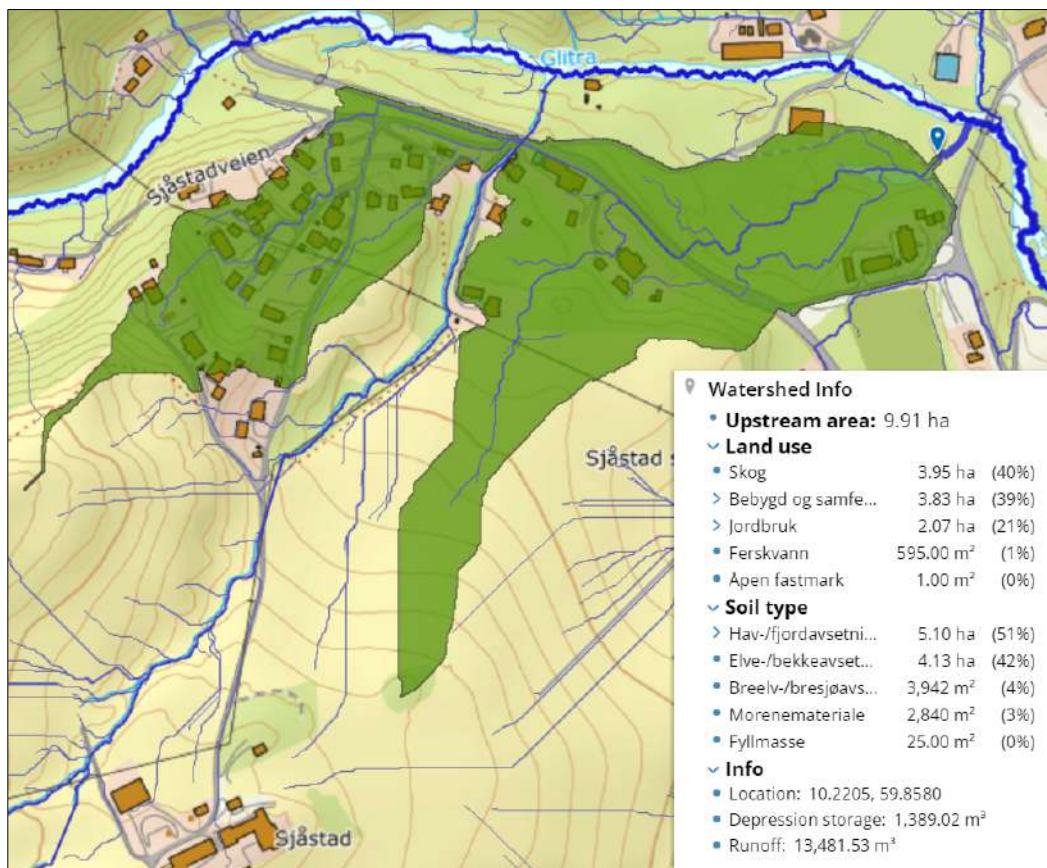 Glitra
Sjåstadveien
Sjåstad s
Sjåstad
Watershed Info
Upstream area: 9.91 ha
Land use
Skog 3.95 ha (40%)
Bebygd og samfe... 3.83 ha (39%)
Jordbruk 2.07 ha (21%)
Ferskvann 595.00 m² (1%)
Åpen fastmark 1.00 m² (0%)
Soil type
Hav-/fjordavsetni... 5.10 ha (51%)
Elve-/bekkeavset... 4.13 ha (42%)
Breelv-/bresjøavs... 3,942 m² (4%)
Morenemateriale 2,840 m² (3%)
Fyllmasse 25.00 m² (0%)
Info
Location: 10.2205, 59.8580
Depression storage: 1,389.02 m³
Runoff: 13,481.53 m³